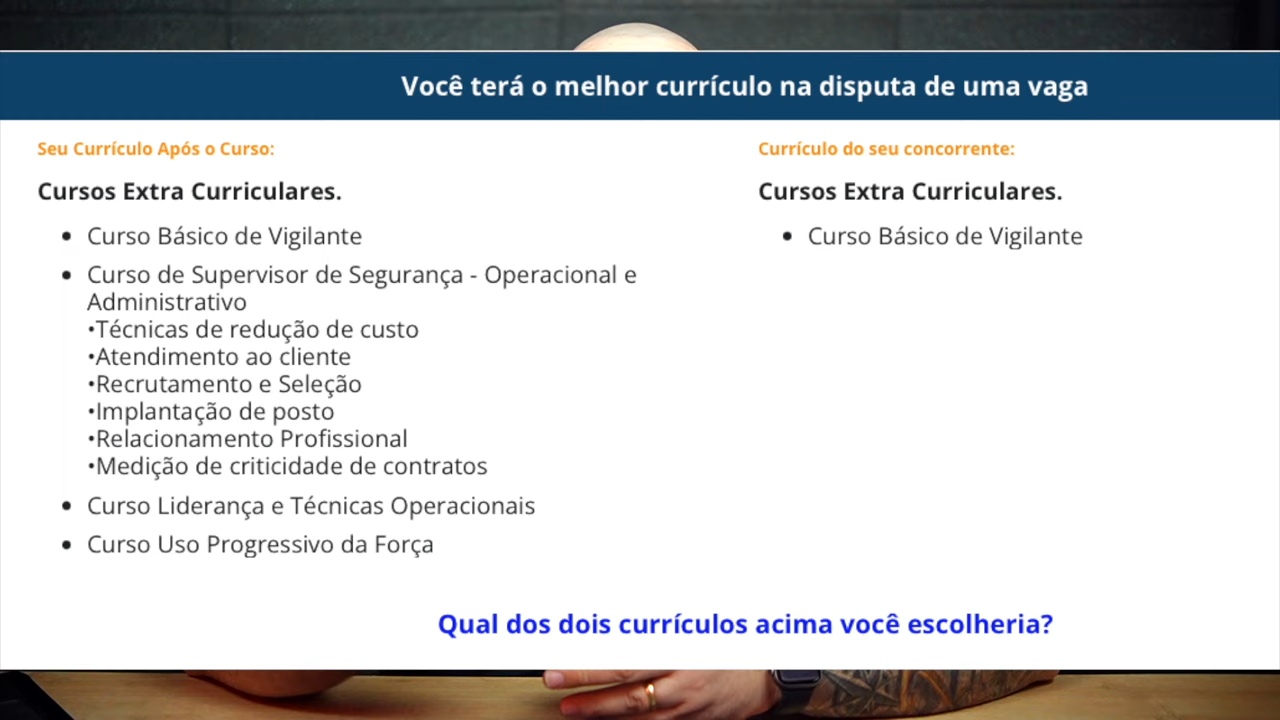 Você terá o melhor currículo na disputa de uma vaga
Seu Currículo Após o Curso:
Cursos Extra Curriculares.
• Curso Básico de Vigilante
• Curso de Supervisor de Segurança - Operacional e
Administrativo
•Técnicas de redução de custo
•Atendimento ao cliente
•Recrutamento e Seleção
•Implantação de posto
•Relacionamento Profissional
•Medição de criticidade de contratos
• Curso Liderança e Técnicas Operacionais
• Curso Uso Progressivo da Força
Currículo do seu concorrente:
Cursos Extra Curriculares.
• Curso Básico de Vigilante
Qual dos dois currículos acima você escolheria?